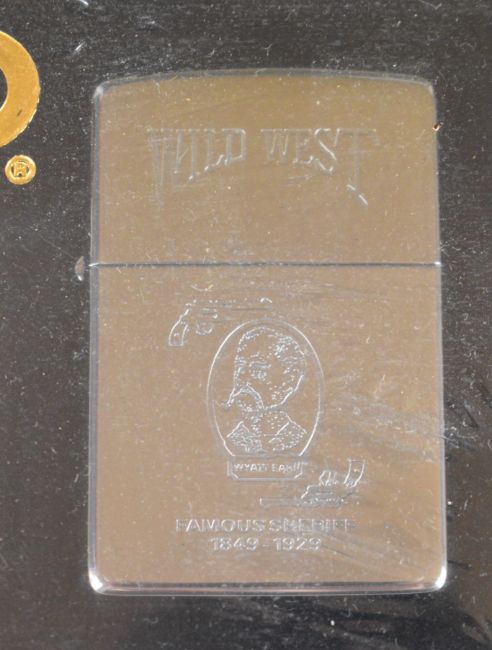 WILD WEST
WYATT EARP
FAMOUS SHERIFF
1849-1929